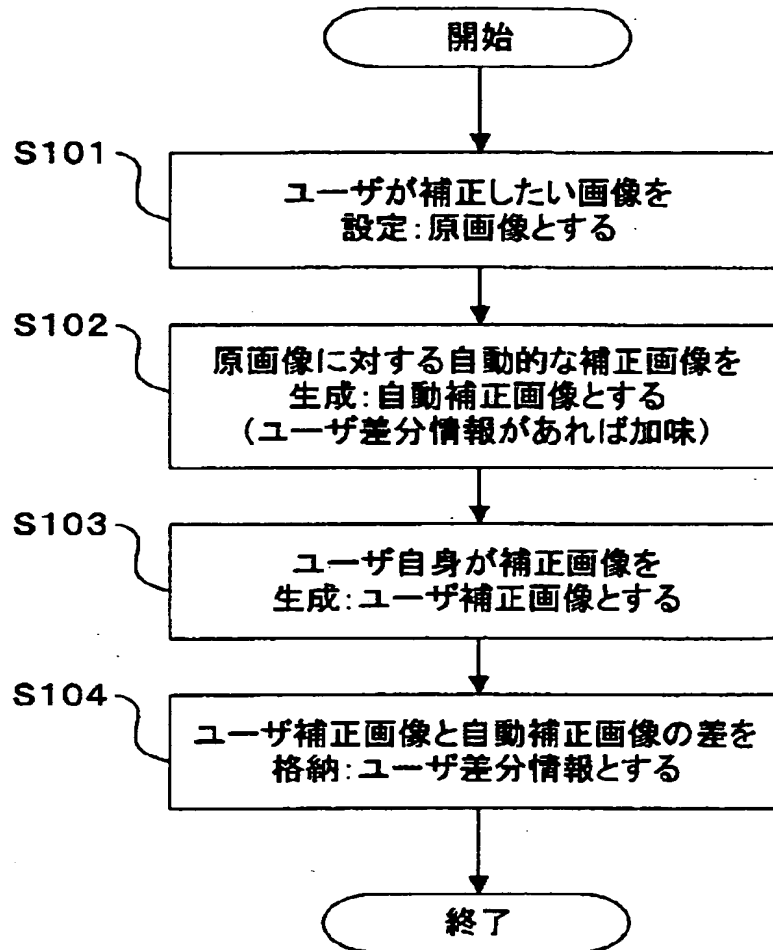 開始
S101
ユーザが補正したい画像を
設定:原画像とする
S102
原画像に対する自動的な補正画像を
生成:自動補正画像とする
(ユーザ差分情報があれば加味)
S103
ユーザ自身が補正画像を
生成:ユーザ補正画像とする
S104
ユーザ補正画像と自動補正画像の差を
格納:ユーザ差分情報とする
終了